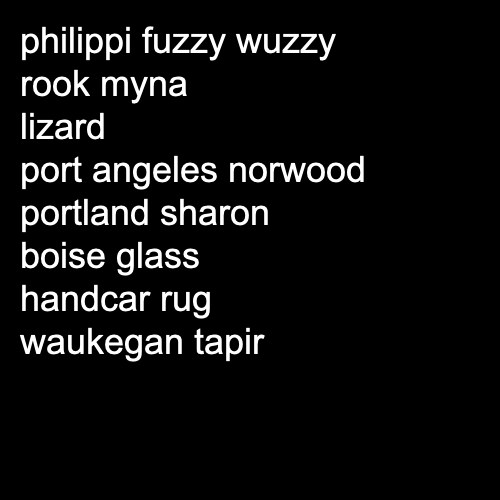 philippi fuzzy wuzzy
rook myna
lizard
port angeles norwood
portland sharon
boise glass
handcar rug
waukegan tapir